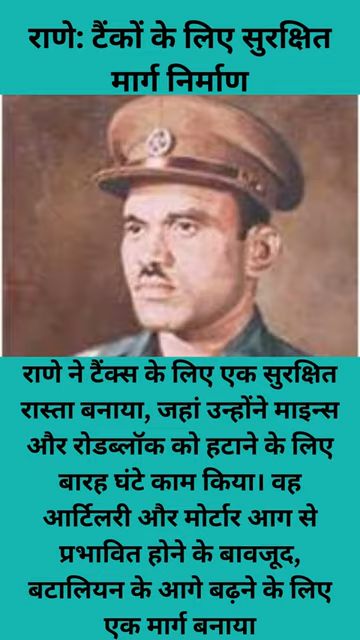 राणे: टैंकों के लिए सुरक्षित
मार्ग निर्माण
राणे ने टैंक्स के लिए एक सुरक्षित
रास्ता बनाया, जहां उन्होंने माइन्स
और रोडब्लॉक को हटाने के लिए
बारह घंटे काम किया। वह
आर्टिलरी और मोर्टार आग से
प्रभावित होने के बावजूद,
बटालियन के आगे बढ़ने के लिए
एक मार्ग बनाया